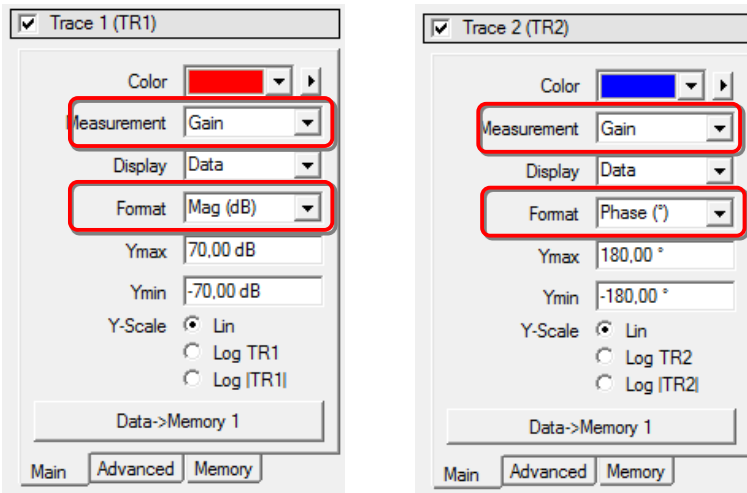 Trace 1 (TR1)
Color
Measurement Gain
Display Data
Format Mag (dB)
Ymax 70,00 dB
Ymin -70,00 dB
Y-Scale Lin
Log TR1
Log |TR1|
Data->Memory 1
Main Advanced Memory
Trace 2 (TR2)
Color
Measurement Gain
Display Data
Format Phase (°)
Ymax 180,00 °
Ymin -180,00 °
Y-Scale Lin
Log TR2
Log |TR2|
Data->Memory 1
Main Advanced Memory